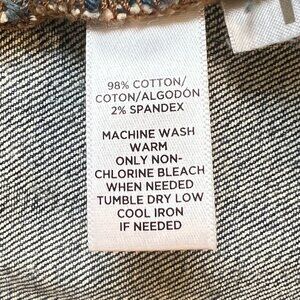 98% COTTON/
COTON/ALGODÓN
2% SPANDEX
MACHINE WASH
WARM
ONLY NON-
CHLORINE BLEACH
WHEN NEEDED
TUMBLE DRY LOW
COOL IRON
IF NEEDED